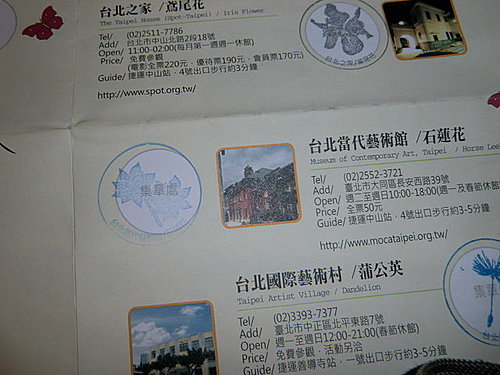 台北之家 /鳶尾花
The Taipei House (Spot-Taipei) / Iris Flower
Tel/ (02)2511-7786
Add/ 台北市中山北路2段18號
Open/ 11:00-02:00(每月第一週週一休館)
Price/ 免費參觀
(電影全票220元，優待票190元，會員票170元)
Guide/ 捷運中山站，4號出口步行約3分鐘
http://www.spot.org.tw/
集章處
台北當代藝術館 /石蓮花
Museum of Contemporary Art, Taipei / Horse Lee
Tel/ (02)2552-3721
Add/ 臺北市大同區長安西路39號
Open/ 週二至週日10:00-18:00(週一及春節休館
Price/ 全票50元
Guide/ 捷運中山站，4號出口步行約3-5分鐘
http://www.mocataipei.org.tw/
台北國際藝術村 /蒲公英
Taipei Artist Village / Dandelion
Tel/ (02)3393-7377
Add/ 臺北市中正區北平東路7號
Open/ 週一至週日12:00-21:00(春節休館)
Price/ 免費參觀，活動另洽
Guide/ 捷運善導寺站，一號出口步行約3-5分鐘
集章